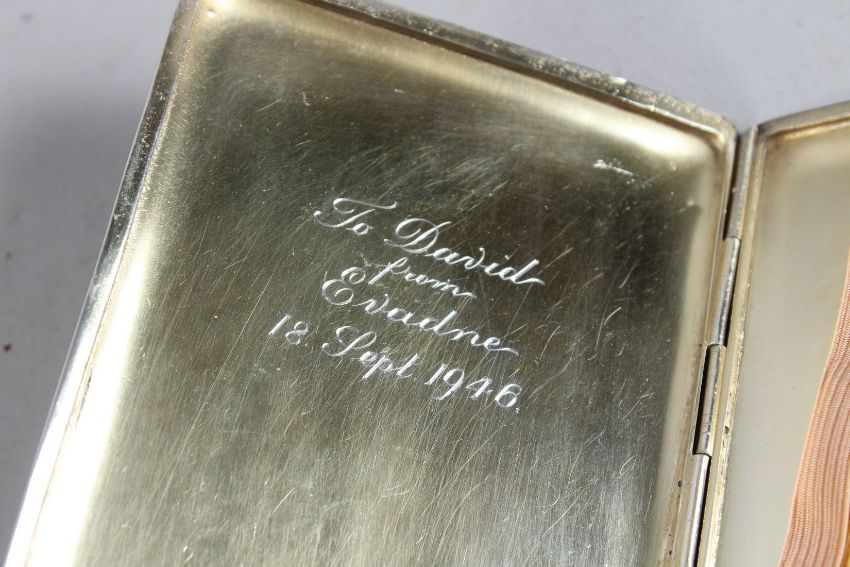 To David
from
Evadne
18. Sept. 1946.